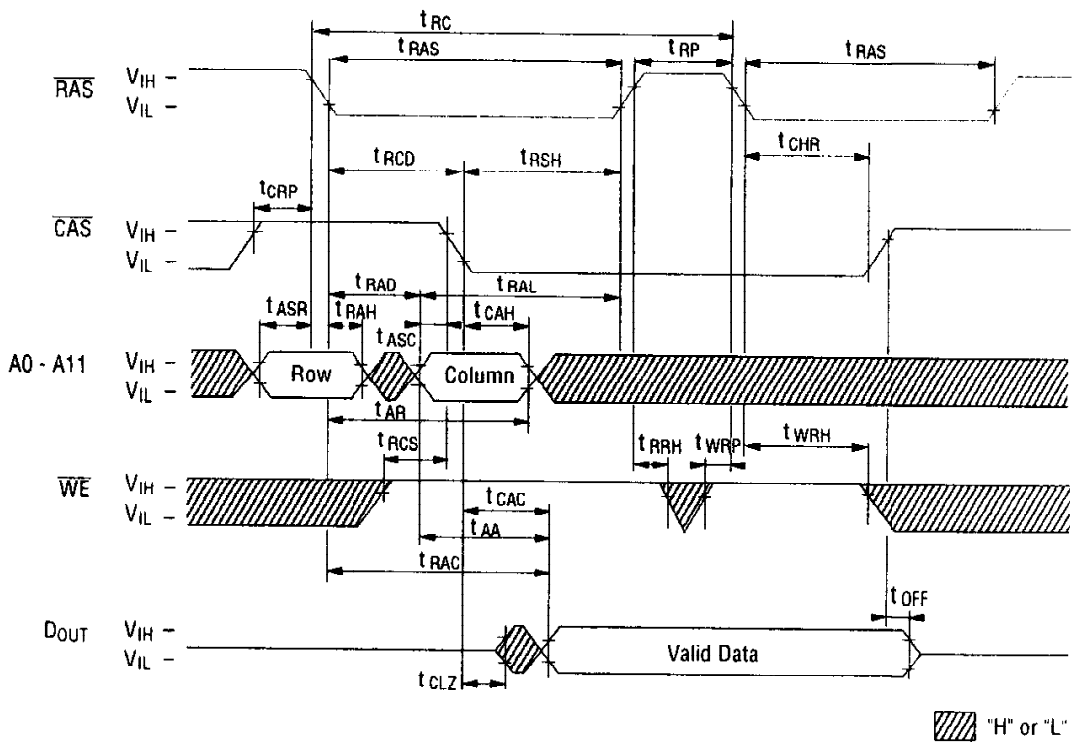 tRC
tRAS
tRP
tRAS
RAS
VIH
VIL
tRCD
tRSH
tCHR
tCRP
CAS
VIH
VIL
tRAD
tRAL
tASR
tRAH
tASC
tCAH
A0 - A11
VIH
VIL
Row
Column
tAR
tRCS
tRRH
tWRP
tWRH
WE
VIH
VIL
tCAC
tAA
tRAC
tOFF
DOUT
VIH
VIL
Valid Data
tCLZ
"H" or "L"